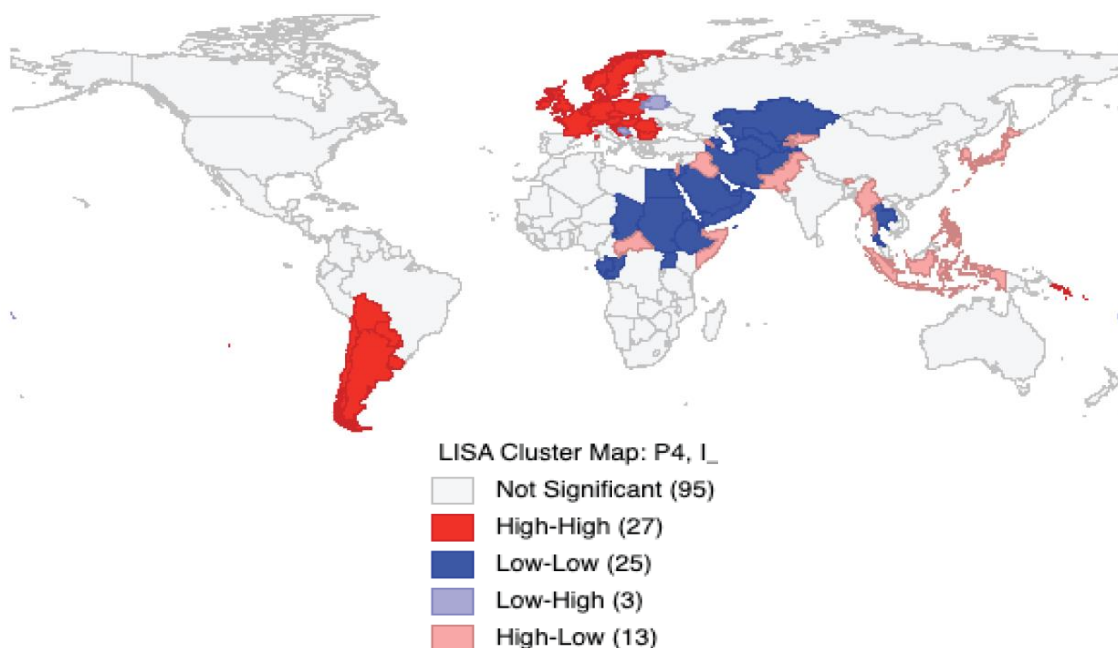 LISA Cluster Map: P4, I_
Not Significant (95)
High-High (27)
Low-Low (25)
Low-High (3)
High-Low (13)